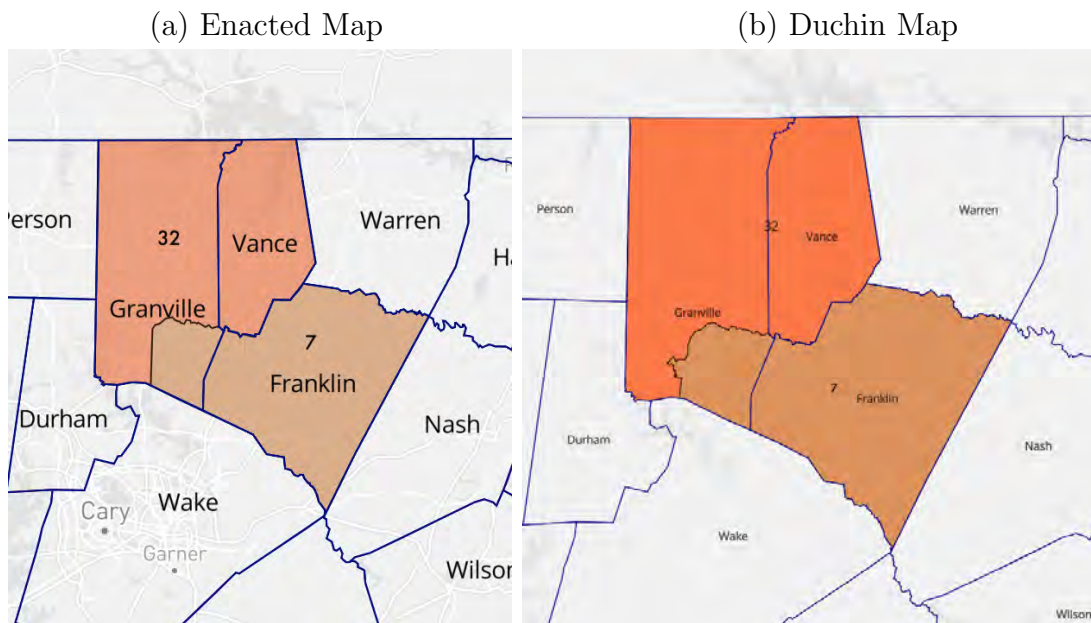 (a) Enacted Map
(b) Duchin Map
Person
32
Vance
Warren
Granville
7
Franklin
Durham
Nash
Wake
Cary
Garner
Wilson
Person
Warren
32
Vance
Granville
7
Franklin
Durham
Nash
Wake
Wilson